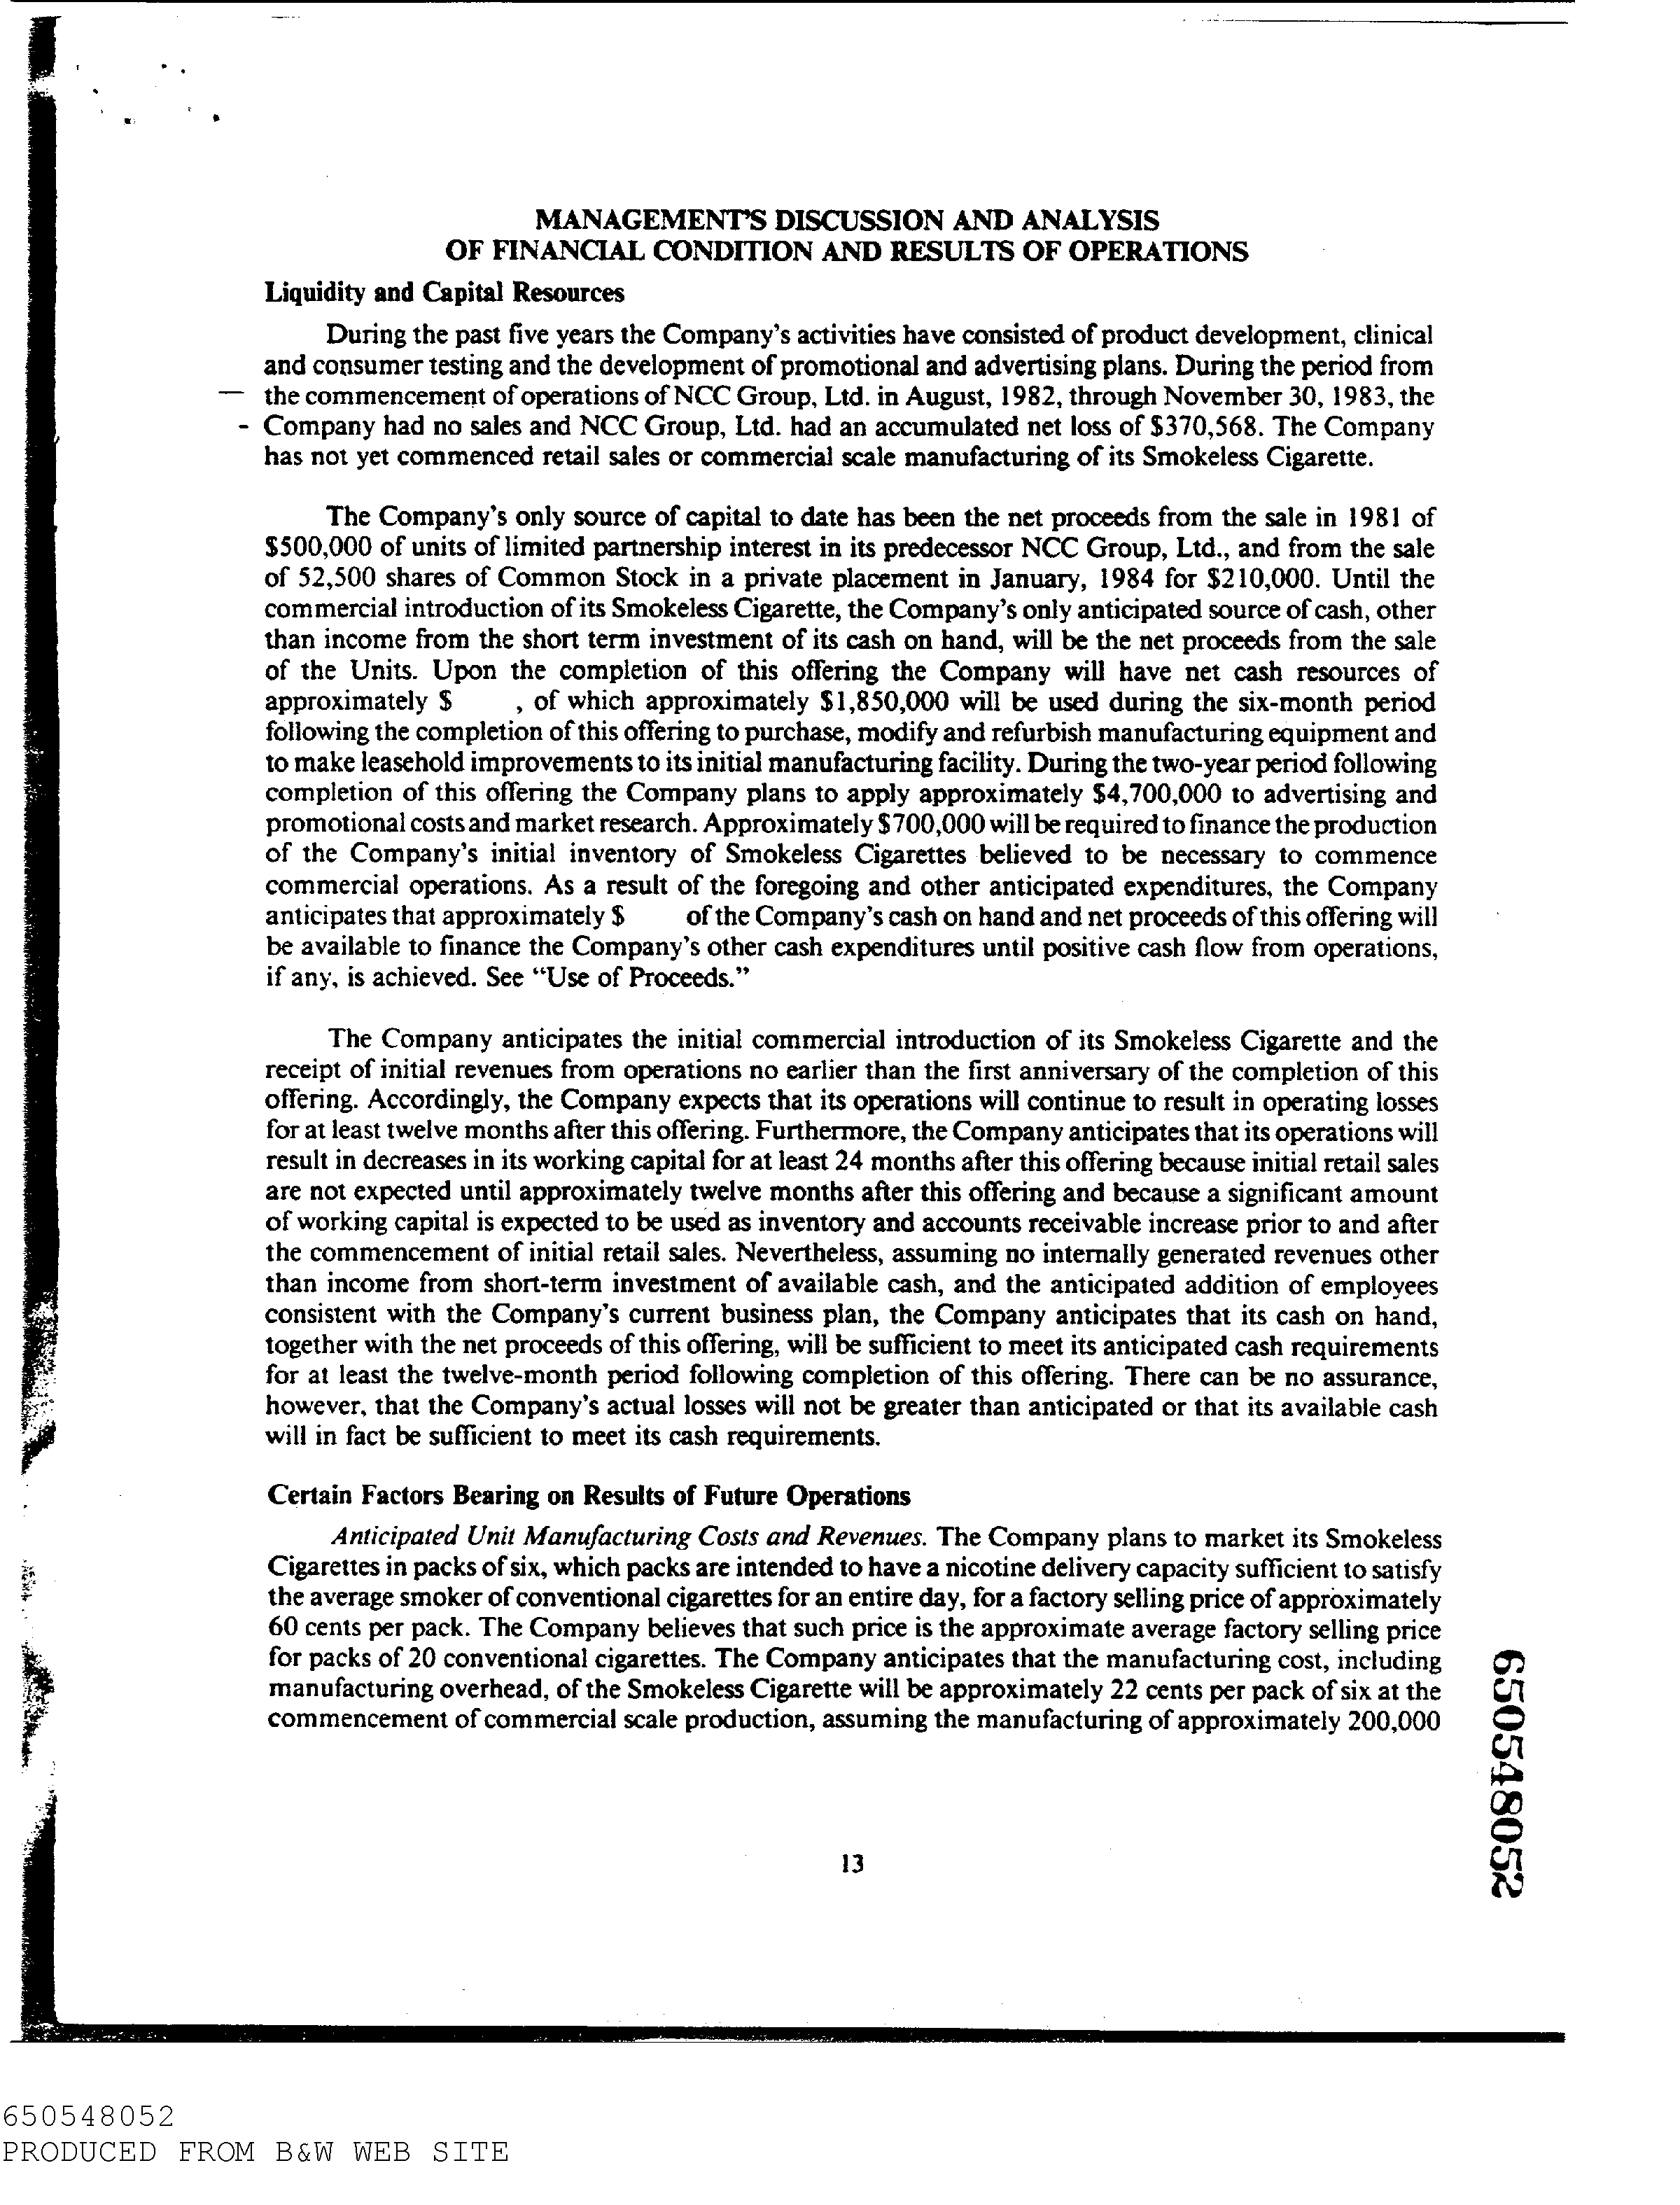 MANAGEMENT'S DISCUSSION AND ANALYSIS
OF FINANCIAL CONDITION AND RESULTS OF OPERATIONS
Liquidity and Capital Resources
During the past five years the Company's activities have consisted of product development, clinical
and consumer testing and the development of promotional and advertising plans. During the period from
— the commencement of operations of NCC Group, Ltd. in August, 1982, through November 30, 1983, the
- Company had no sales and NCC Group, Ltd. had an accumulated net loss of $370,568. The Company
has not yet commenced retail sales or commercial scale manufacturing of its Smokeless Cigarette.
The Company's only source of capital to date has been the net proceeds from the sale in 1981 of
$500,000 of units of limited partnership interest in its predecessor NCC Group, Ltd., and from the sale
of 52,500 shares of Common Stock in a private placement in January, 1984 for $210,000. Until the
commercial introduction of its Smokeless Cigarette, the Company's only anticipated source of cash, other
than income from the short term investment of its cash on hand, will be the net proceeds from the sale
of the Units. Upon the completion of this offering the Company will have net cash resources of
approximately $ , of which approximately $1,850,000 will be used during the six-month period
following the completion of this offering to purchase, modify and refurbish manufacturing equipment and
to make leasehold improvements to its initial manufacturing facility. During the two-year period following
completion of this offering the Company plans to apply approximately $4,700,000 to advertising and
promotional costs and market research. Approximately $700,000 will be required to finance the production
of the Company's initial inventory of Smokeless Cigarettes believed to be necessary to commence
commercial operations. As a result of the foregoing and other anticipated expenditures, the Company
anticipates that approximately $ of the Company's cash on hand and net proceeds of this offering will
be available to finance the Company's other cash expenditures until positive cash flow from operations,
if any, is achieved. See “Use of Proceeds.”
The Company anticipates the initial commercial introduction of its Smokeless Cigarette and the
receipt of initial revenues from operations no earlier than the first anniversary of the completion of this
offering. Accordingly, the Company expects that its operations will continue to result in operating losses
for at least twelve months after this offering. Furthermore, the Company anticipates that its operations will
result in decreases in its working capital for at least 24 months after this offering because initial retail sales
are not expected until approximately twelve months after this offering and because a significant amount
of working capital is expected to be used as inventory and accounts receivable increase prior to and after
the commencement of initial retail sales. Nevertheless, assuming no internally generated revenues other
than income from short-term investment of available cash, and the anticipated addition of employees
consistent with the Company's current business plan, the Company anticipates that its cash on hand,
together with the net proceeds of this offering, will be sufficient to meet its anticipated cash requirements
for at least the twelve-month period following completion of this offering. There can be no assurance,
however, that the Company's actual losses will not be greater than anticipated or that its available cash
will in fact be sufficient to meet its cash requirements.
Certain Factors Bearing on Results of Future Operations
Anticipated Unit Manufacturing Costs and Revenues. The Company plans to market its Smokeless
Cigarettes in packs of six, which packs are intended to have a nicotine delivery capacity sufficient to satisfy
the average smoker of conventional cigarettes for an entire day, for a factory selling price of approximately
60 cents per pack. The Company believes that such price is the approximate average factory selling price
for packs of 20 conventional cigarettes. The Company anticipates that the manufacturing cost, including
manufacturing overhead, of the Smokeless Cigarette will be approximately 22 cents per pack of six at the
commencement of commercial scale production, assuming the manufacturing of approximately 200,000
650548052
13
650548052
PRODUCED FROM B&W WEB SITE